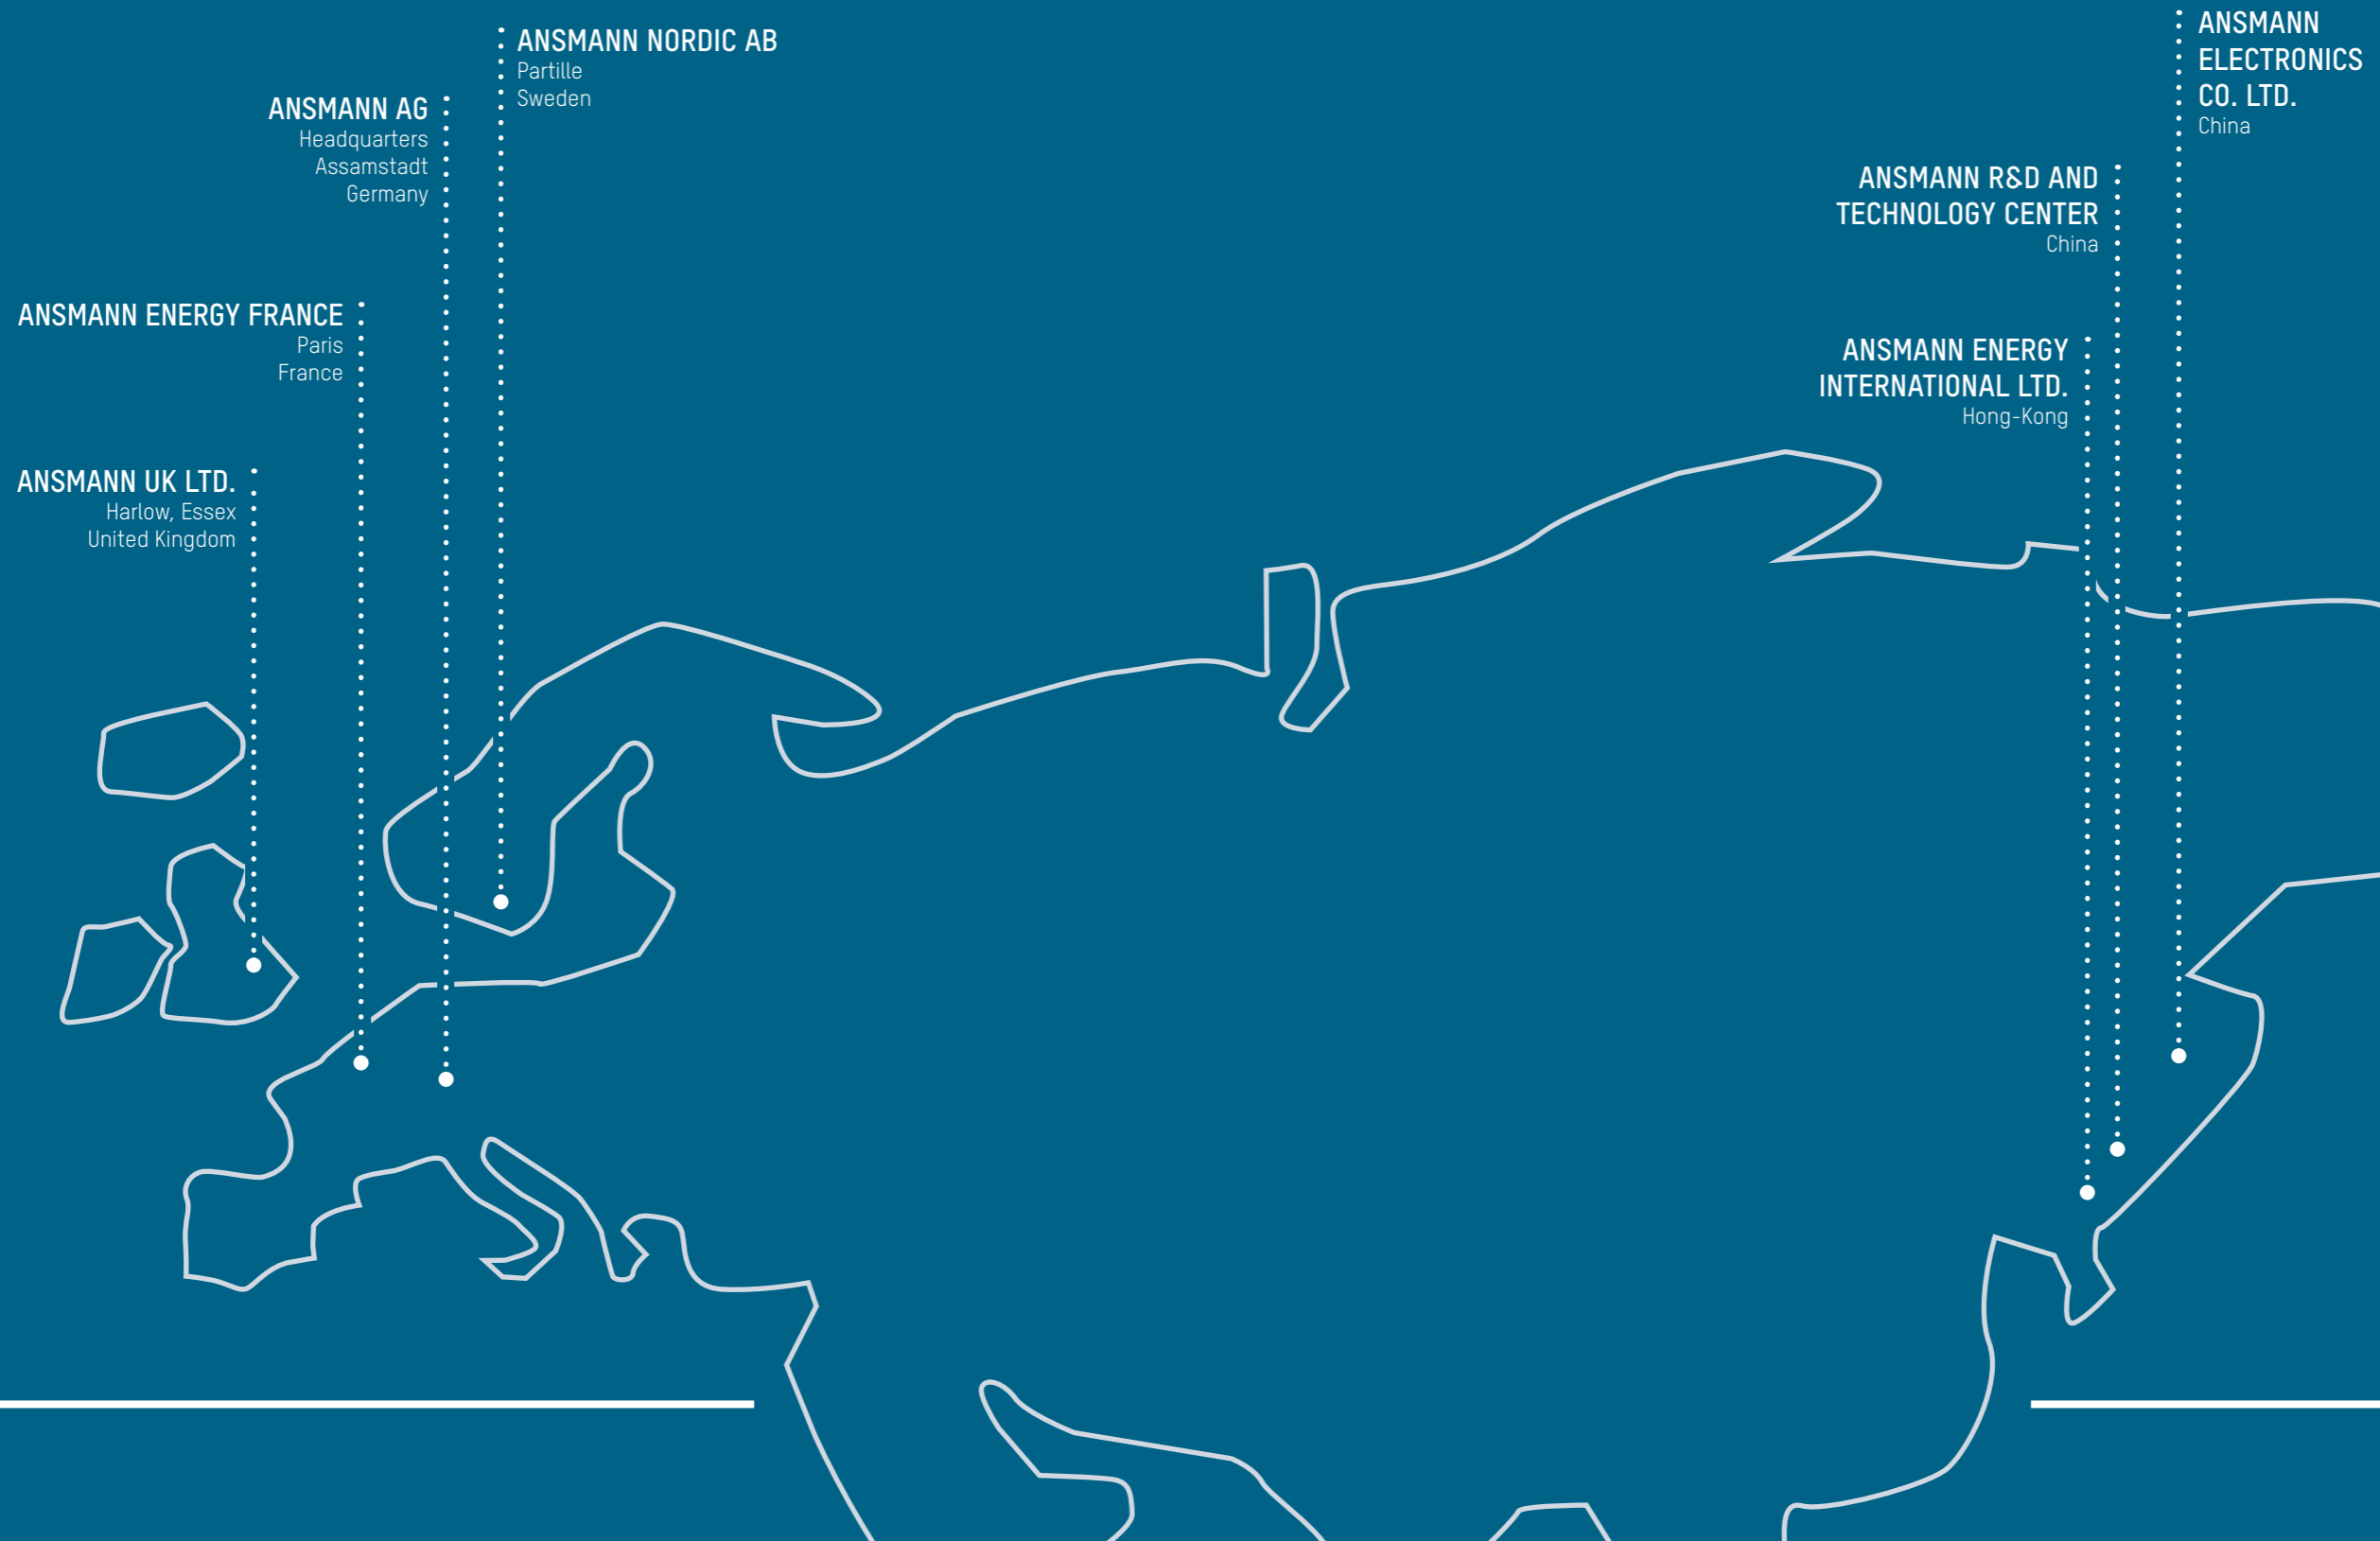 ANSMANN NORDIC AB
Partille
Sweden
ANSMANN AG
Headquarters
Assamstadt
Germany
ANSMANN ENERGY FRANCE
Paris
France
ANSMANN UK LTD.
Harlow, Essex
United Kingdom
ANSMANN
ELECTRONICS
CO. LTD.
China
ANSMANN R&D AND
TECHNOLOGY CENTER
China
ANSMANN ENERGY
INTERNATIONAL LTD.
Hong-Kong